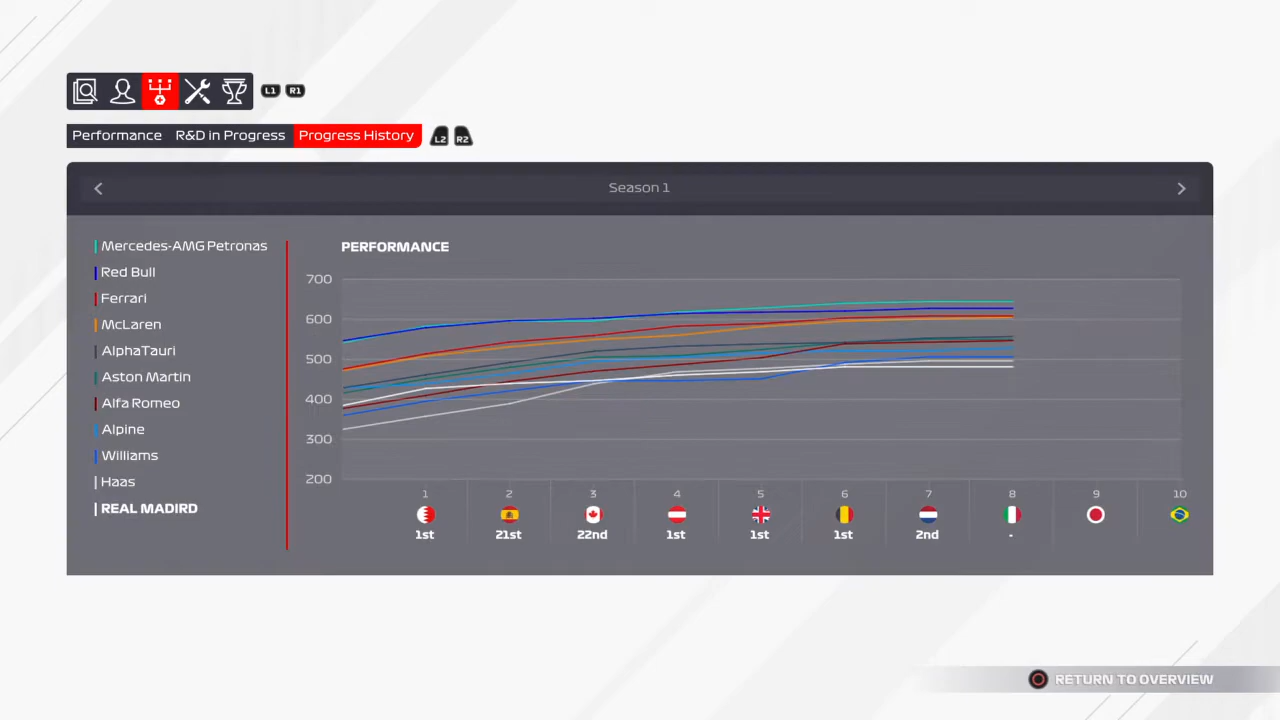 L1 R1
Performance R&D in Progress Progress History L2 R2
Season 1
Mercedes-AMG Petronas
Red Bull
Ferrari
McLaren
AlphaTauri
Aston Martin
Alfa Romeo
Alpine
Williams
Haas
REAL MADIRD
PERFORMANCE
700
600
500
400
300
200
1 2 3 4 5 6 7 8 9 10
1st 21st 22nd 1st 1st 1st 2nd -
RETURN TO OVERVIEW